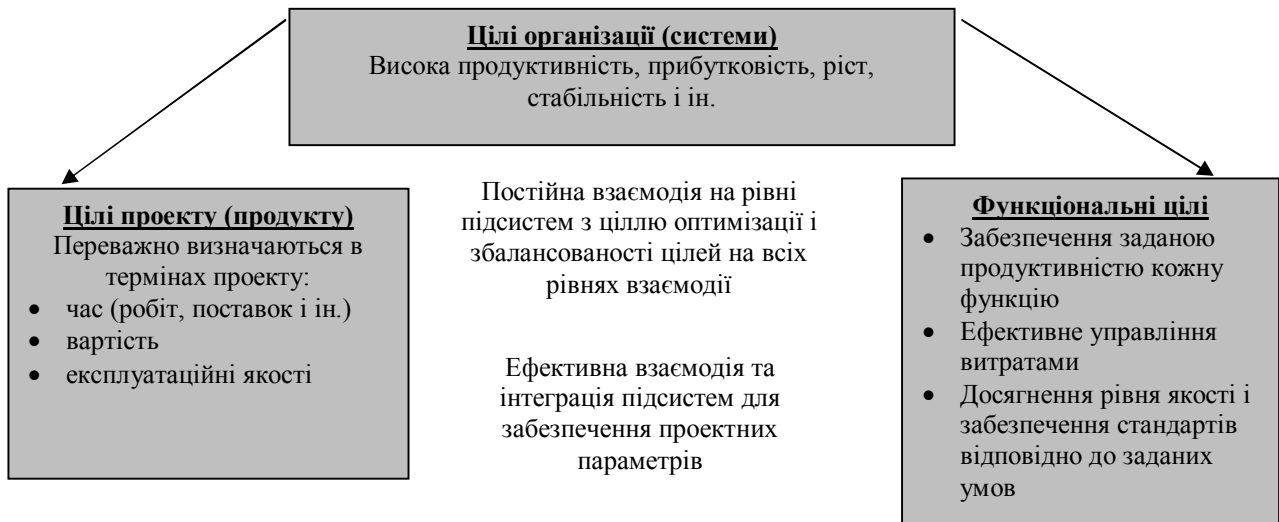 Цілі організації (системи)
Висока продуктивність, прибутковість, ріст,
стабільність і ін.
Цілі проекту (продукту)
Переважно визначаються в
термінах проекту:
• час (робіт, поставок і ін.)
• вартість
• експлуатаційні якості
Постійна взаємодія на рівні
підсистем з ціллю оптимізації і
збалансованості цілей на всіх
рівнях взаємодії
Ефективна взаємодія та
інтеграція підсистем для
забезпечення проектних
параметрів
Функціональні цілі
• Забезпечення заданою
продуктивністю кожну
функцію
• Ефективне управління
витратами
• Досягнення рівня якості і
забезпечення стандартів
відповідно до заданих
умов